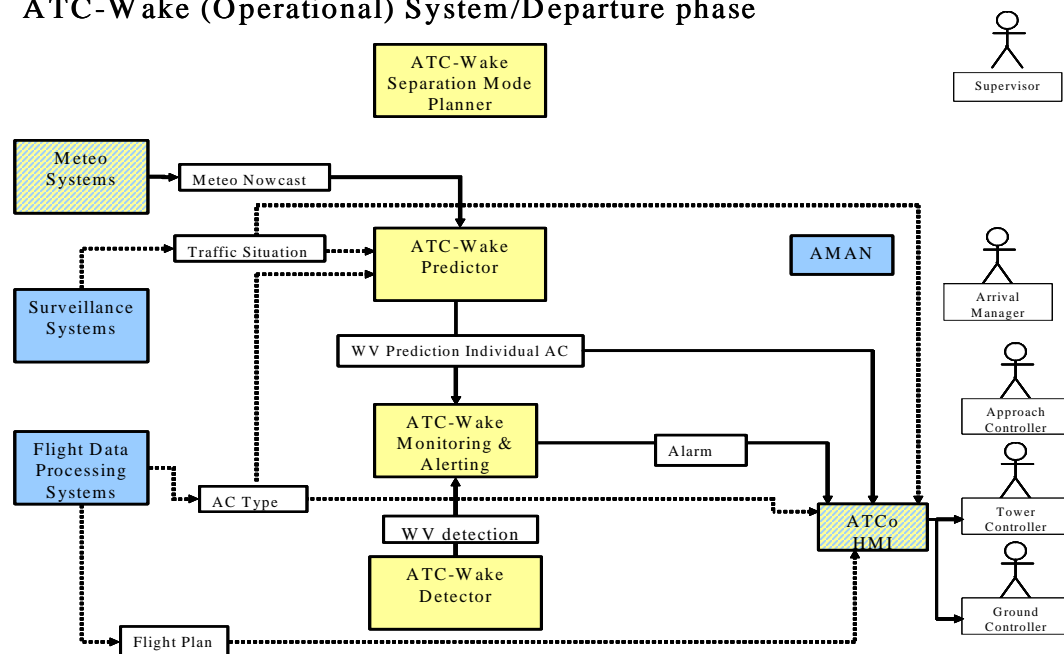 ATC-Wake (Operational) System/Departure phase
ATC-Wake
Separation Mode
Planner
Supervisor
Meteo
Systems
Meteo Nowcast
Traffic Situation
ATC-Wake
Predictor
AMAN
Surveillance
Systems
Arrival
Manager
WV Prediction Individual AC
Approach
Controller
ATC-Wake
Monitoring &
Alerting
Alarm
Flight Data
Processing
Systems
AC Type
ATCo
HMI
Tower
Controller
WV detection
ATC-Wake
Detector
Ground
Controller
Flight Plan